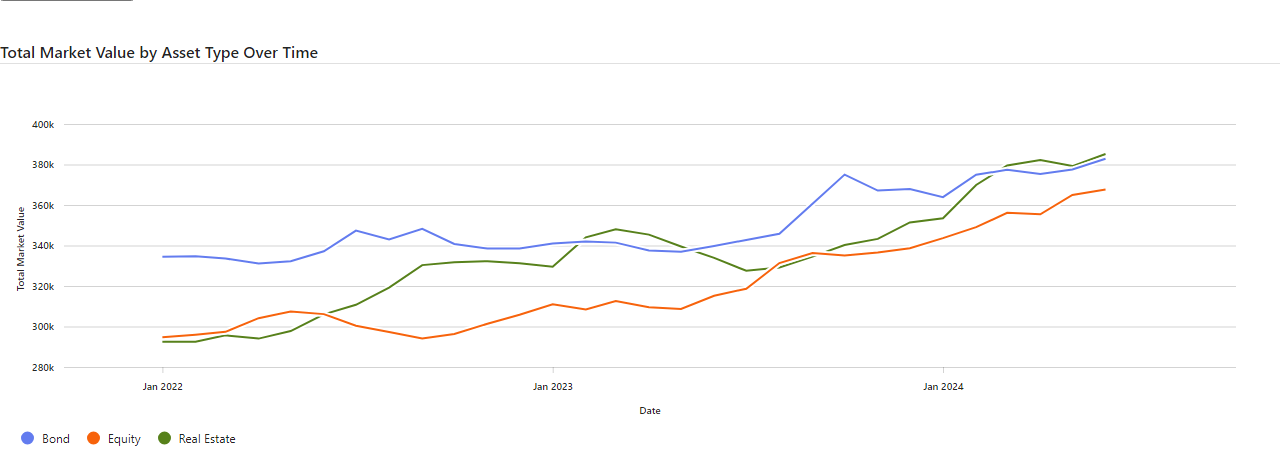 Total Market Value by Asset Type Over Time
400k
380k
360k
340k
320k
300k
280k
Total Market Value
Jan 2022
Jan 2023
Jan 2024
Date
Bond
Equity
Real Estate